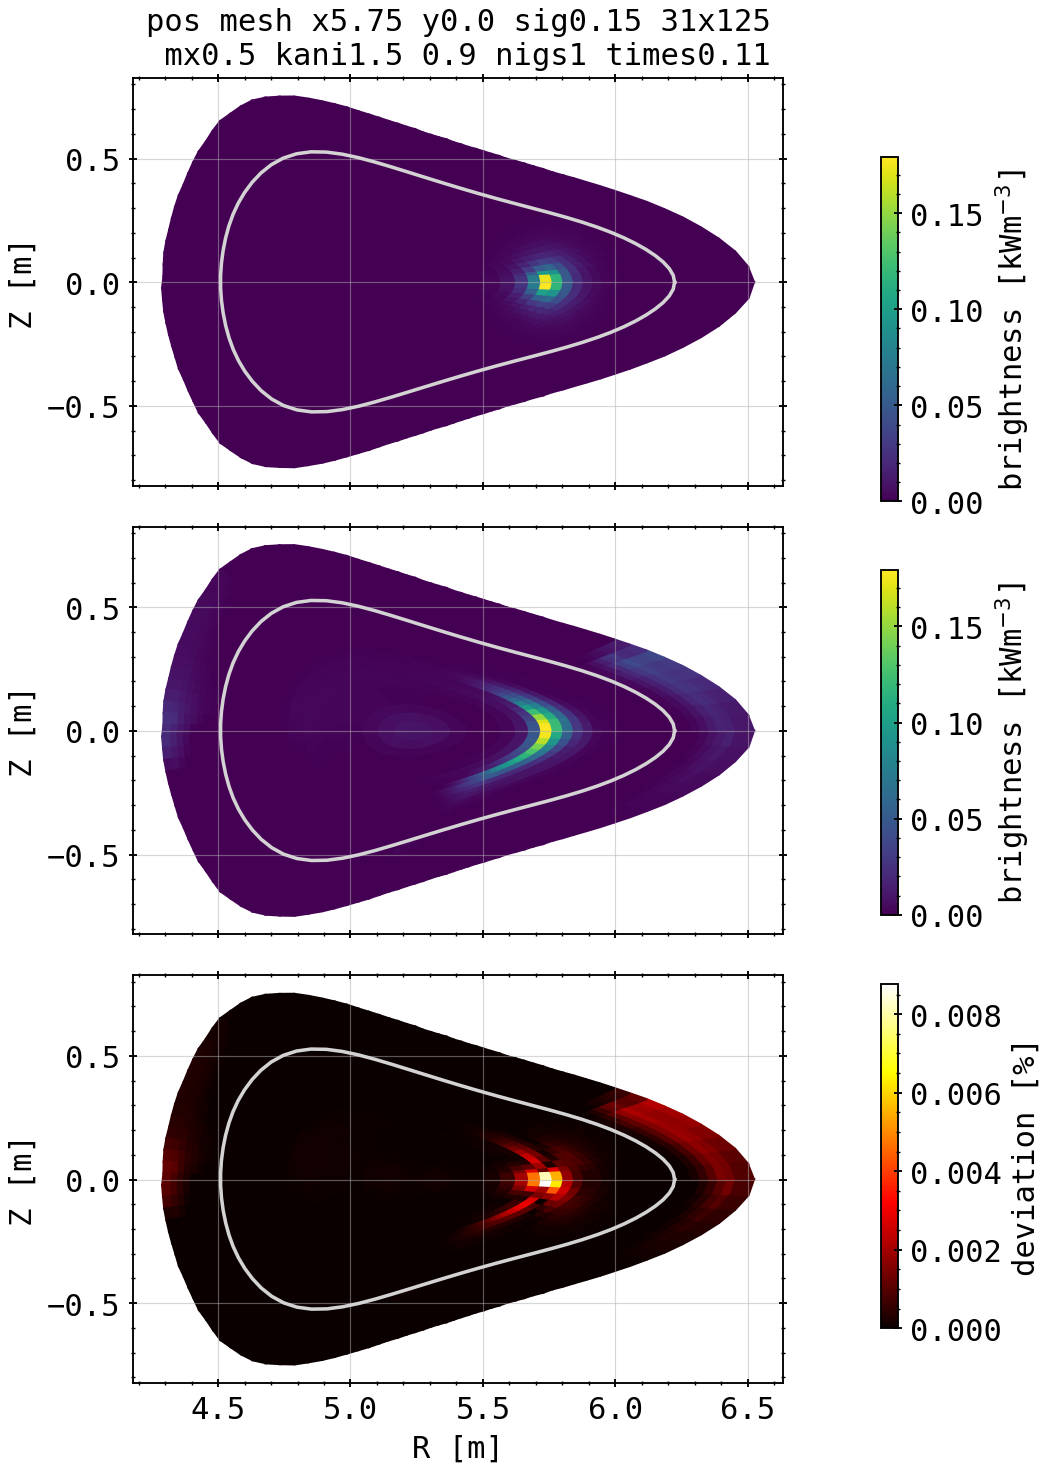 pos mesh x5.75 y0.0 sig0.15 31x125
mx0.5 kani1.5 0.9 nigs1 times0.11
0.5
0.0
−0.5
Z [m]
0.15
0.10
0.05
0.00
brightness [kWm⁻³]
0.5
0.0
−0.5
Z [m]
0.15
0.10
0.05
0.00
brightness [kWm⁻³]
0.5
0.0
−0.5
Z [m]
0.008
0.006
0.004
0.002
0.000
deviation [%]
4.5 5.0 5.5 6.0 6.5
R [m]